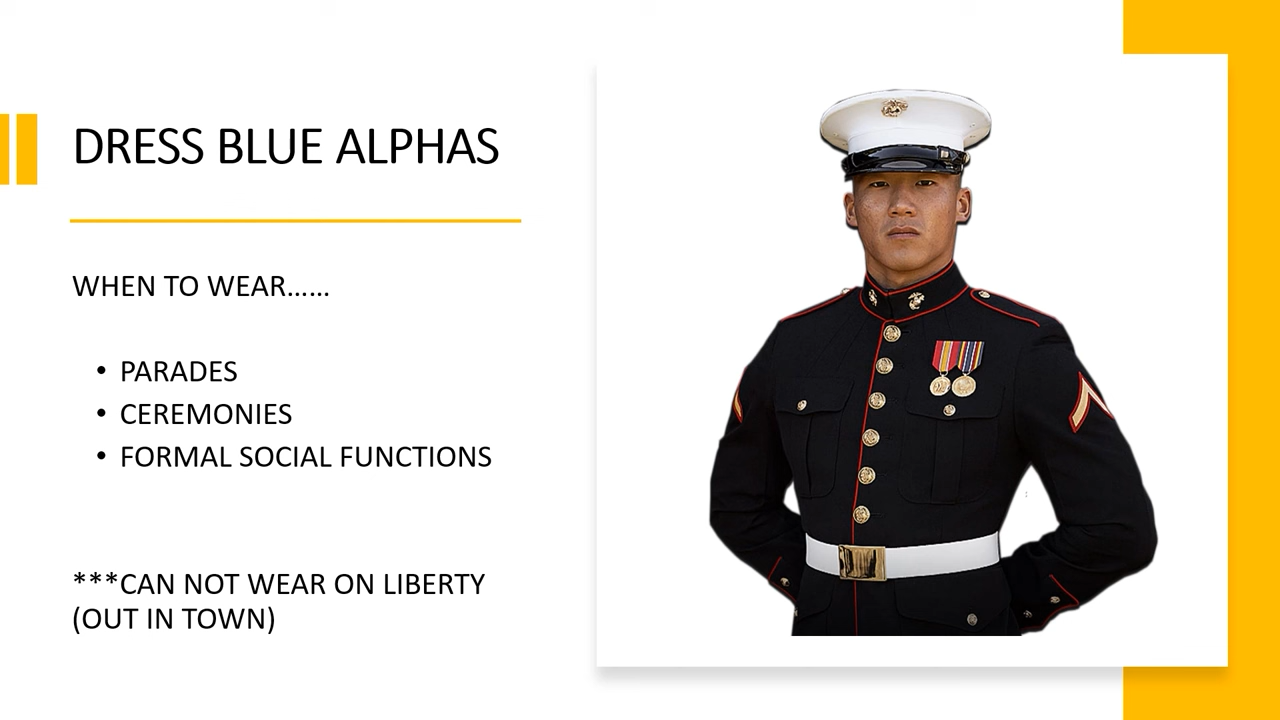 DRESS BLUE ALPHAS
WHEN TO WEAR......
• PARADES
• CEREMONIES
• FORMAL SOCIAL FUNCTIONS
***CAN NOT WEAR ON LIBERTY
(OUT IN TOWN)